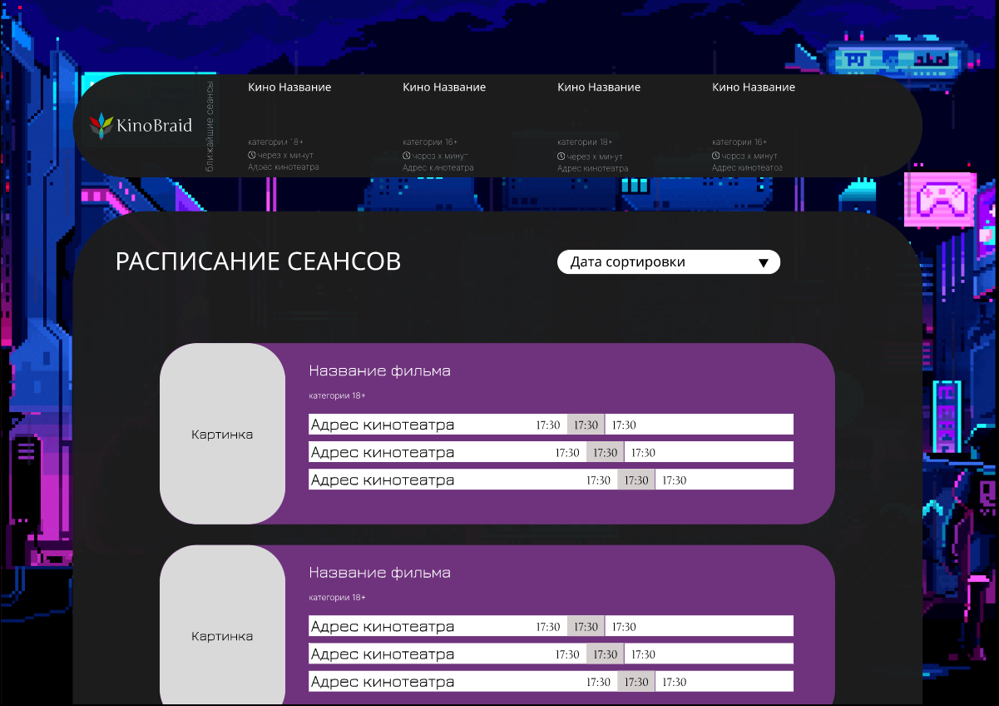 KinoBraid
ближайшие сеансы
Кино Название
категории 18+
через х минут
Адрес кинотеатра
Кино Название
категории 16+
через х минут
Адрес кинотеатра
Кино Название
категории 18+
через х минут
Адрес кинотеатра
Кино Название
категории 16+
через х минут
Адрес кинотеатра
РАСПИСАНИЕ СЕАНСОВ
Дата сортировки
Картинка
Название фильма
категории 18+
Адрес кинотеатра 17:30 17:30 17:30
Адрес кинотеатра 17:30 17:30 17:30
Адрес кинотеатра 17:30 17:30 17:30
Картинка
Название фильма
категории 18+
Адрес кинотеатра 17:30 17:30 17:30
Адрес кинотеатра 17:30 17:30 17:30
Адрес кинотеатра 17:30 17:30 17:30